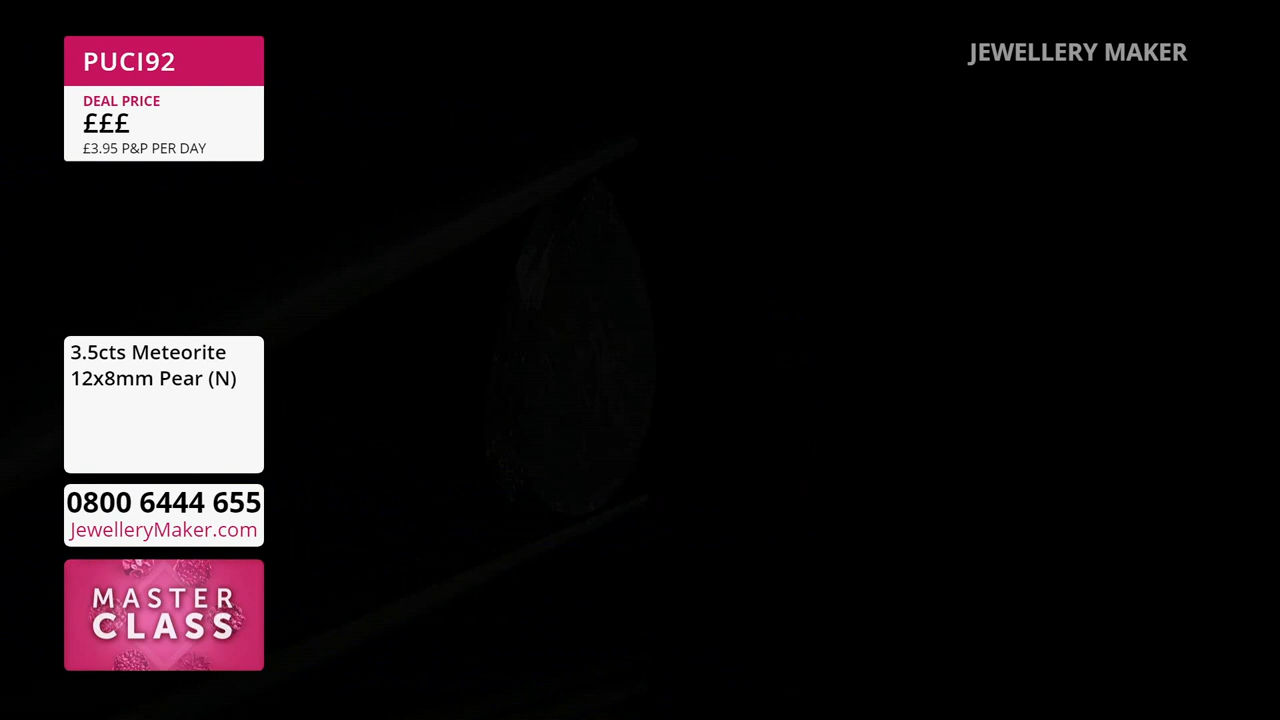 PUCI92
DEAL PRICE
£££
£3.95 P&P PER DAY
JEWELLERY MAKER
3.5cts Meteorite
12x8mm Pear (N)
0800 6444 655
JewelleryMaker.com
MASTER
CLASS